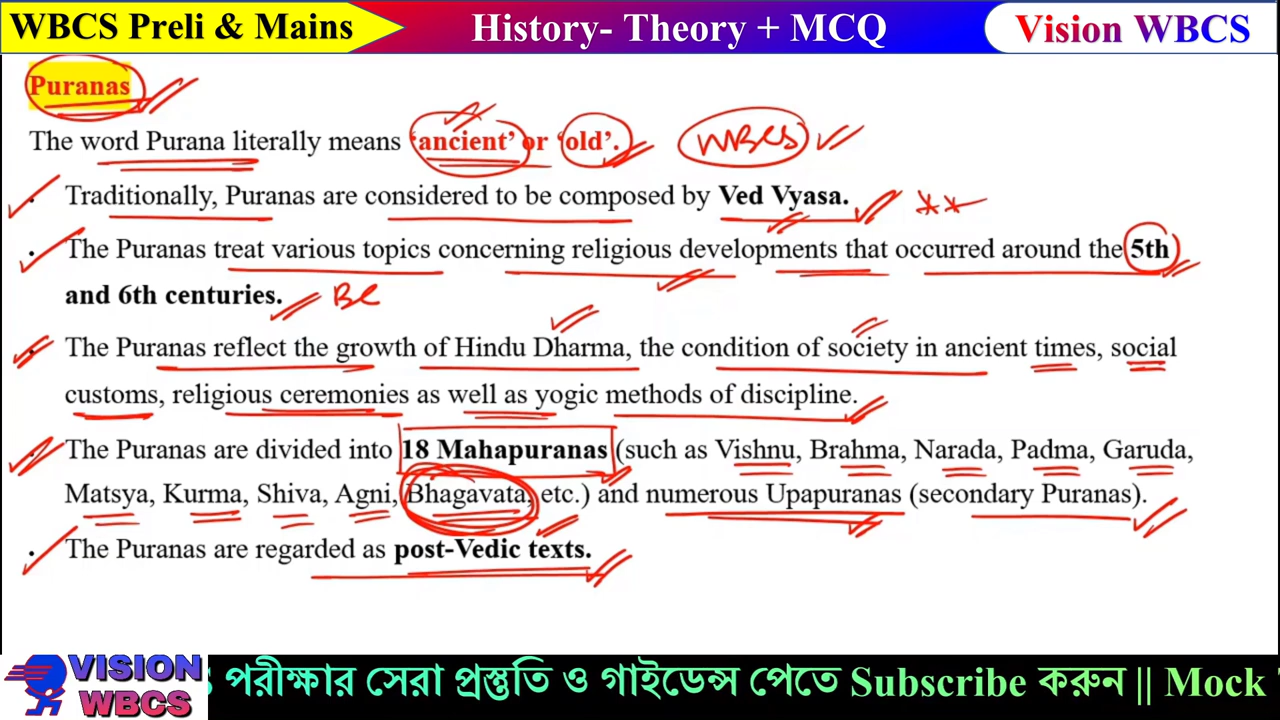 WBCS Preli & Mains
History- Theory + MCQ
Vision WBCS
Puranas
The word Purana literally means ‘ancient’ or ‘old’. WBCS
Traditionally, Puranas are considered to be composed by Ved Vyasa.
The Puranas treat various topics concerning religious developments that occurred around the 5th
and 6th centuries. BC
The Puranas reflect the growth of Hindu Dharma, the condition of society in ancient times, social
customs, religious ceremonies as well as yogic methods of discipline.
The Puranas are divided into 18 Mahapuranas (such as Vishnu, Brahma, Narada, Padma, Garuda,
Matsya, Kurma, Shiva, Agni, Bhagavata, etc.) and numerous Upapuranas (secondary Puranas).
The Puranas are regarded as post-Vedic texts.
VISION
WBCS
পরীক্ষার সেরা প্রস্তুতি ও গাইডেন্স পেতে Subscribe করুন || Mock